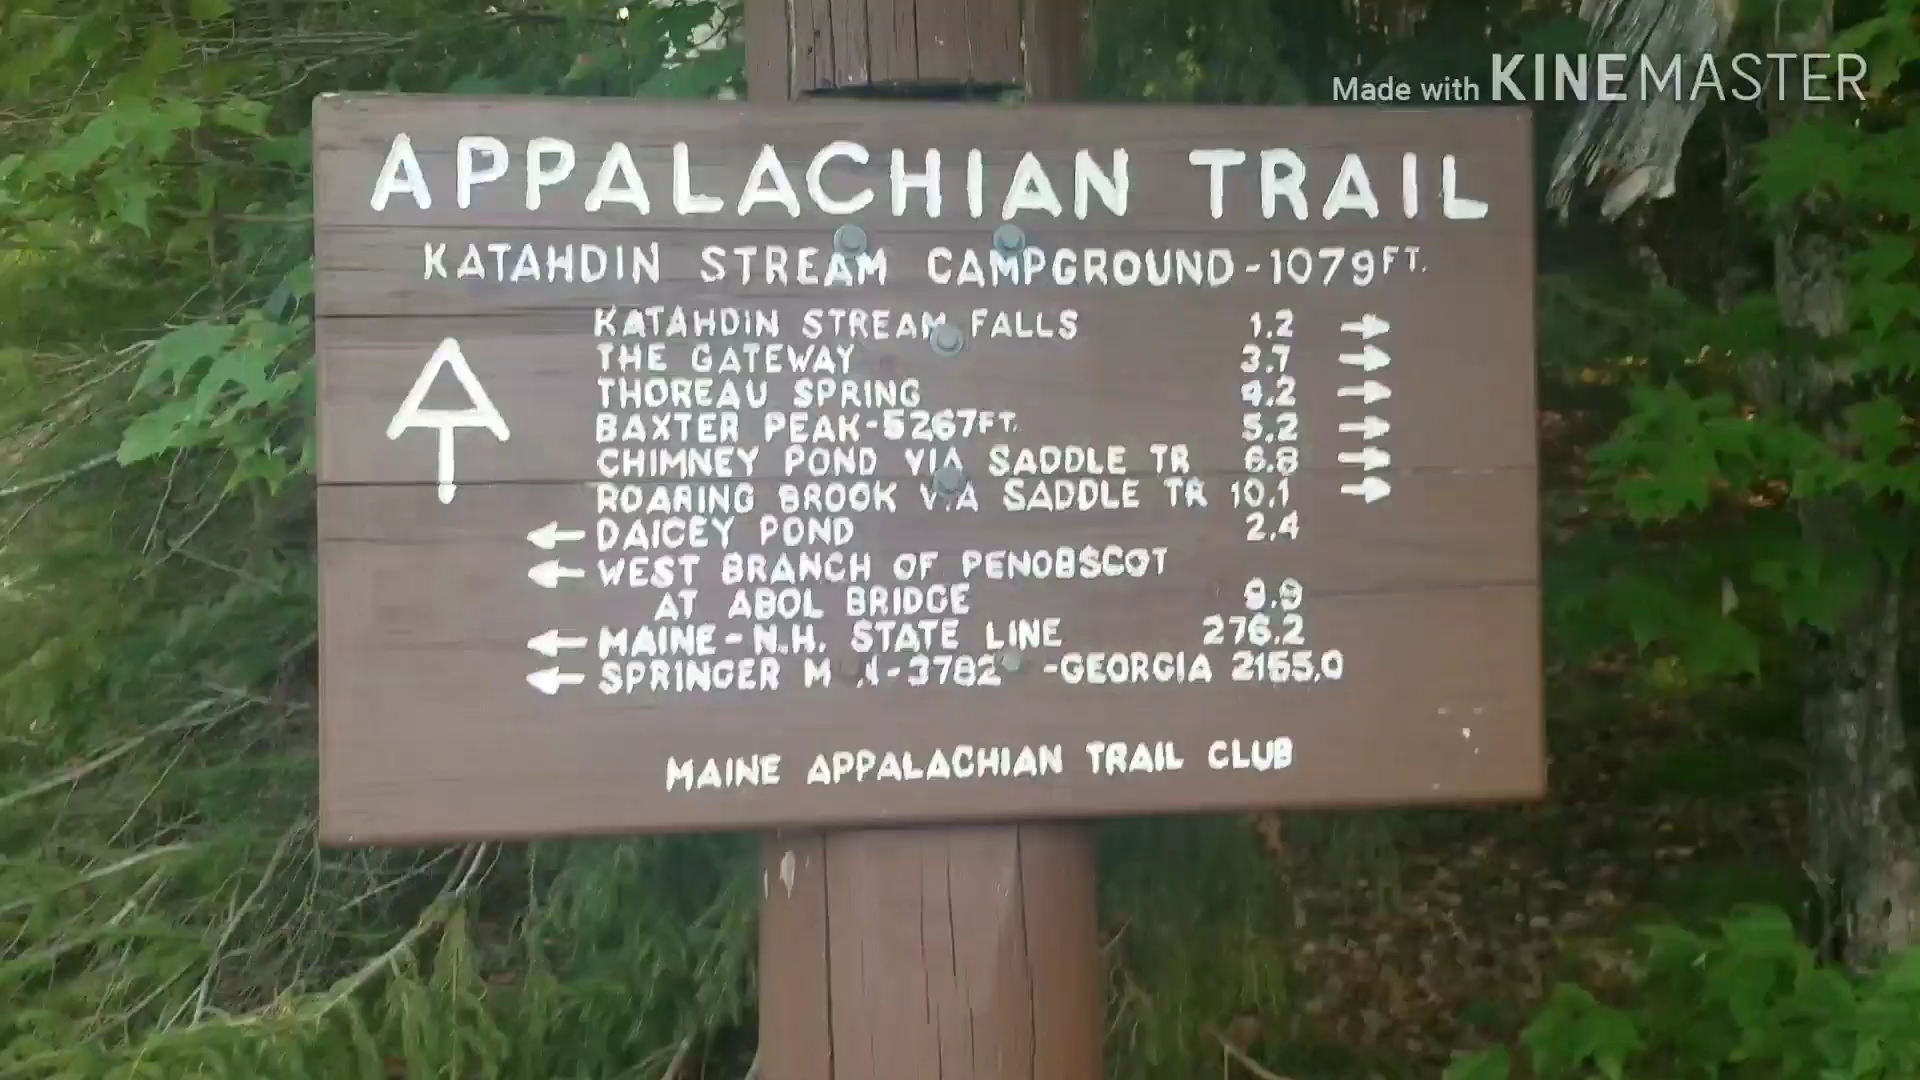 Made with KINEMASTER
APPALACHIAN TRAIL
KATAHDIN STREAM CAMPGROUND-1079FT.
KATAHDIN STREAM FALLS 1.2 →
THE GATEWAY 3.7 →
THOREAU SPRING 4.2 →
BAXTER PEAK-5267FT. 5.2 →
CHIMNEY POND VIA SADDLE TR 6.8 →
ROARING BROOK VIA SADDLE TR 10.1 →
← DAICEY POND 2.4
← WEST BRANCH OF PENOBSCOT
AT ABOL BRIDGE 9.9
← MAINE-N.H. STATE LINE 276.2
← SPRINGER -3782 -GEORGIA
MAINE APPALACHIAN TRAIL CLUB